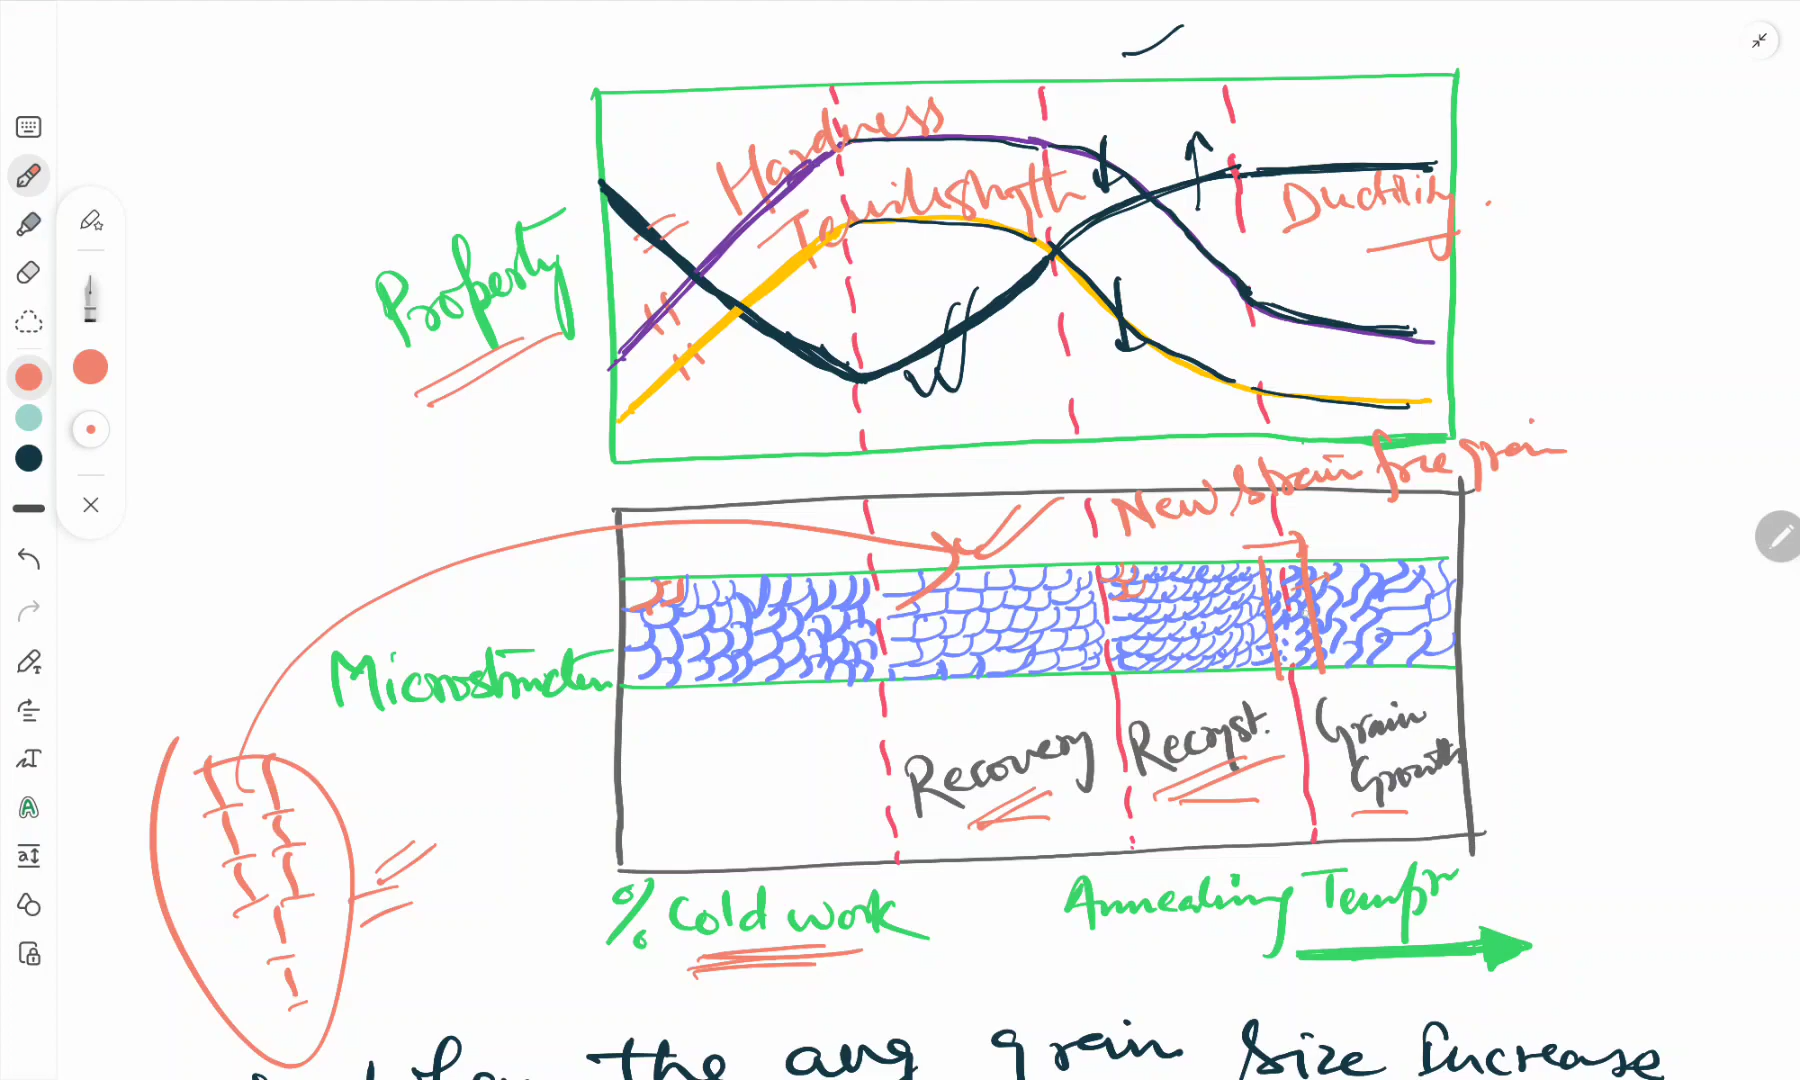 Hardness
Tensile strength
Ductility
Property
New strain free grain
Microstructure
Recovery
Recryst.
Grain
Growth
% Cold work
Annealing Tempr
the avg grain size increase